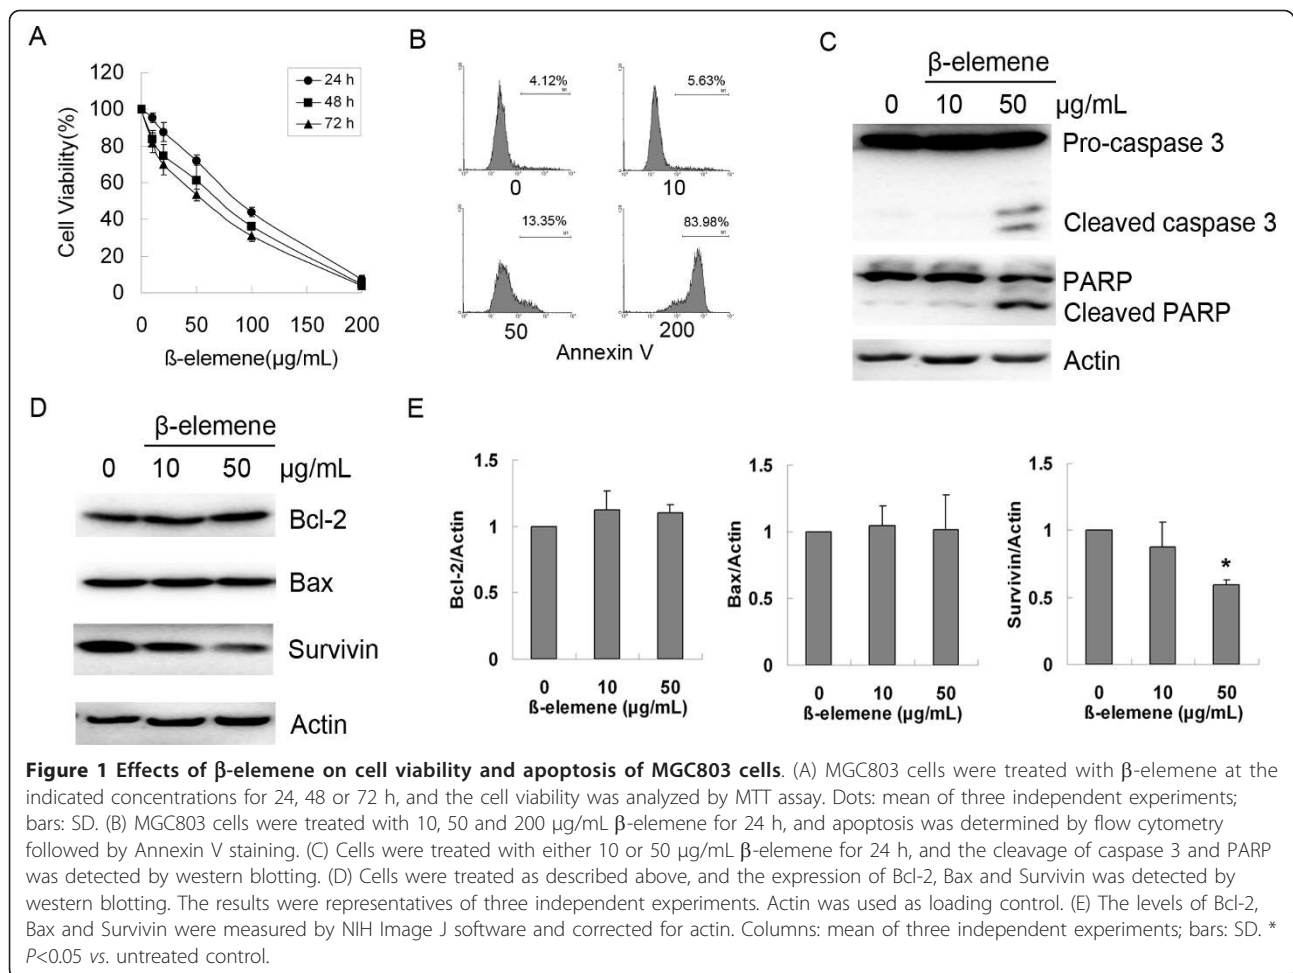 A
120
100
80
60
40
20
0
Cell Viability(%)
24 h
48 h
72 h
0 50 100 150 200
ß-elemene(µg/mL)
B
4.12%
M1
0
5.63%
M1
10
13.35%
M1
50
83.98%
M1
200
Annexin V
C
β-elemene
0 10 50 µg/mL
Pro-caspase 3
Cleaved caspase 3
PARP
Cleaved PARP
Actin
D
β-elemene
0 10 50 µg/mL
Bcl-2
Bax
Survivin
Actin
E
1.5
1
0.5
0
Bcl-2/Actin
0 10 50
ß-elemene (µg/mL)
1.5
1
0.5
0
Bax/Actin
0 10 50
ß-elemene (µg/mL)
1.5
1
0.5
0
Survivin/Actin
*
0 10 50
ß-elemene (µg/mL)
Figure 1 Effects of β-elemene on cell viability and apoptosis of MGC803 cells. (A) MGC803 cells were treated with β-elemene at the
indicated concentrations for 24, 48 or 72 h, and the cell viability was analyzed by MTT assay. Dots: mean of three independent experiments;
bars: SD. (B) MGC803 cells were treated with 10, 50 and 200 µg/mL β-elemene for 24 h, and apoptosis was determined by flow cytometry
followed by Annexin V staining. (C) Cells were treated with either 10 or 50 µg/mL β-elemene for 24 h, and the cleavage of caspase 3 and PARP
was detected by western blotting. (D) Cells were treated as described above, and the expression of Bcl-2, Bax and Survivin was detected by
western blotting. The results were representatives of three independent experiments. Actin was used as loading control. (E) The levels of Bcl-2,
Bax and Survivin were measured by NIH Image J software and corrected for actin. Columns: mean of three independent experiments; bars: SD. *
P<0.05 vs. untreated control.